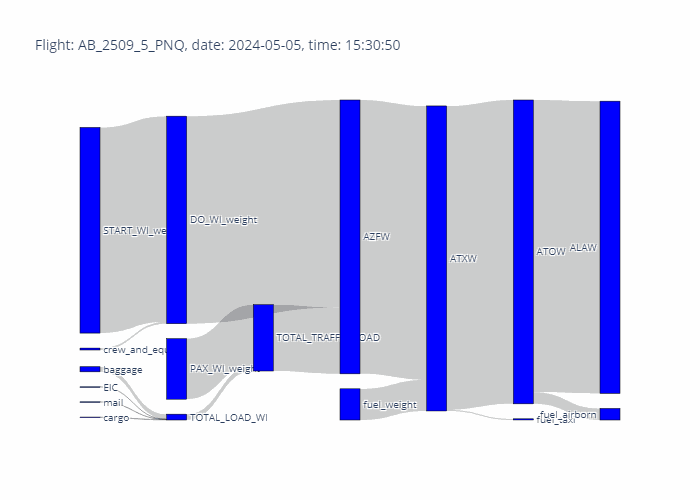 Flight: AB_2509_5_PNQ, date: 2024-05-05, time: 15:30:50
START_WI_we
DO_WI_weight
AZFW
ATXW
ATOW
ALAW
crew_and_equ
baggage
EIC
mail
cargo
PAX_WI_weight
TOTAL_LOAD_WI
TOTAL_TRAFF LOAD
fuel_weight
fuel_airborn
fuel_taxi